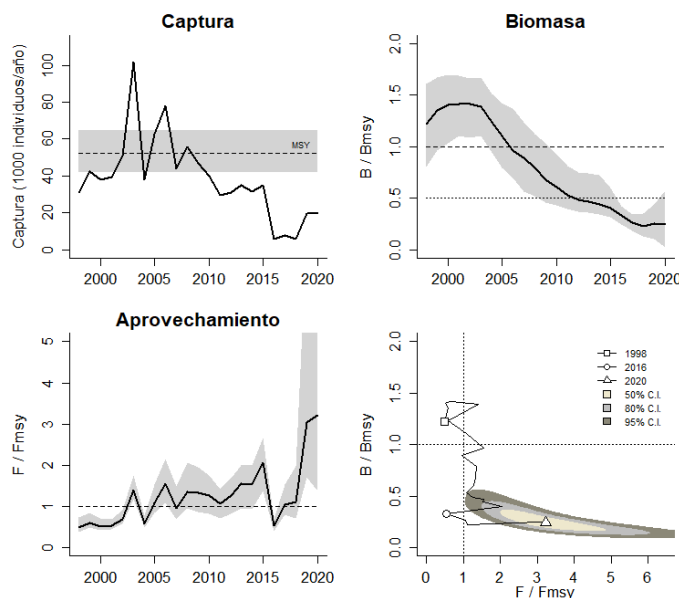 Captura
Captura (1000 individuos/año)
0 20 40 60 80 100
MSY
2000 2005 2010 2015 2020
Biomasa
B / Bmsy
0.0 0.5 1.0 1.5 2.0
2000 2005 2010 2015 2020
Aprovechamiento
F / Fmsy
0 1 2 3 4 5
2000 2005 2010 2015 2020
B / Bmsy
0.0 0.5 1.0 1.5 2.0
1998
2016
2020
50% C.I.
80% C.I.
95% C.I.
0 1 2 3 4 5 6
F / Fmsy